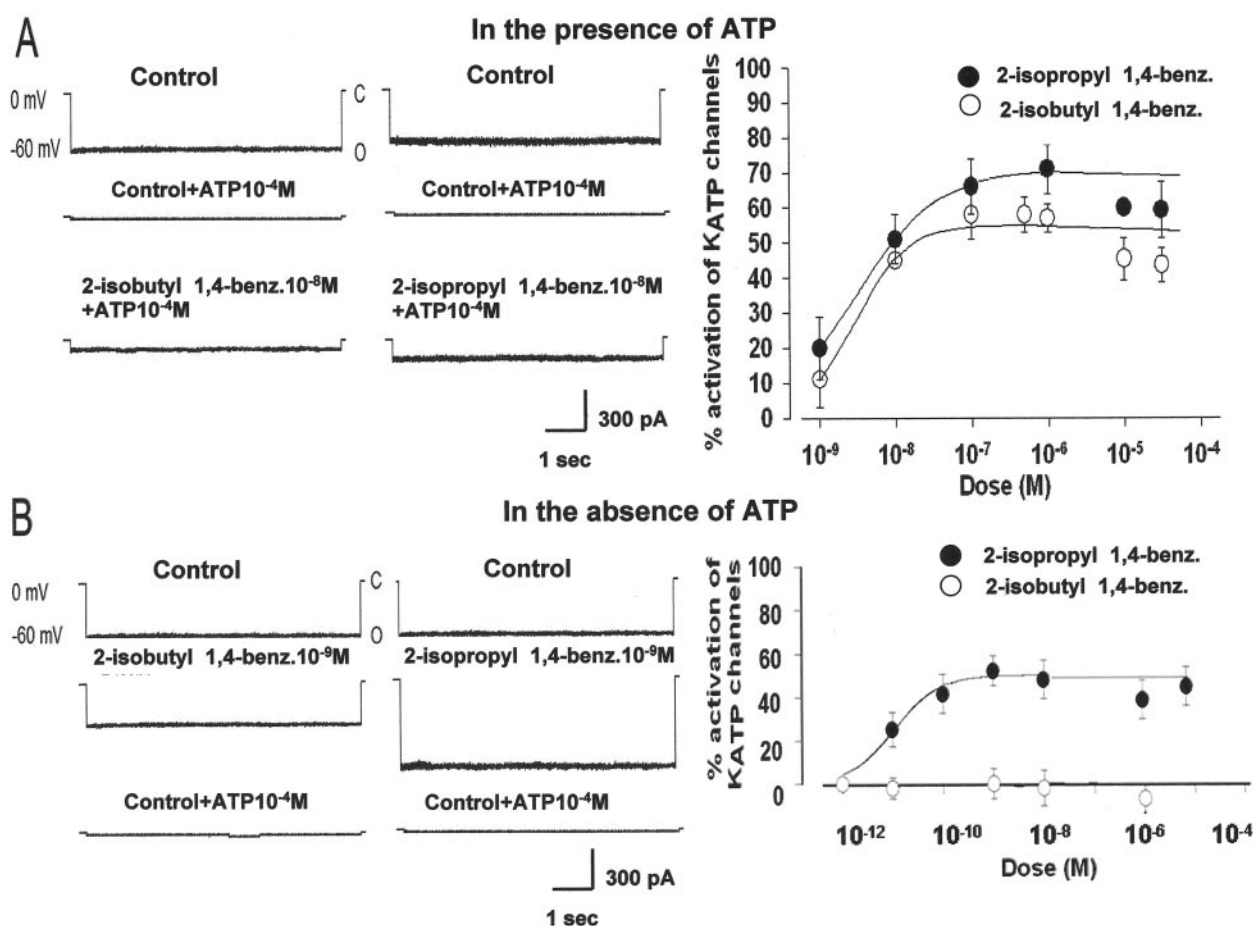 A
In the presence of ATP
Control
Control
0 mV
-60 mV
C
O
Control+ATP10⁻⁴M
Control+ATP10⁻⁴M
2-isobutyl 1,4-benz.10⁻⁸M
+ATP10⁻⁴M
2-isopropyl 1,4-benz.10⁻⁸M
+ATP10⁻⁴M
300 pA
1 sec
% activation of KATP channels
100
90
80
70
60
50
40
30
20
10
0
2-isopropyl 1,4-benz.
2-isobutyl 1,4-benz.
10⁻⁹ 10⁻⁸ 10⁻⁷ 10⁻⁶ 10⁻⁵ 10⁻⁴
Dose (M)
B
In the absence of ATP
Control
Control
0 mV
-60 mV
C
O
2-isobutyl 1,4-benz.10⁻⁹M
2-isopropyl 1,4-benz.10⁻⁹M
Control+ATP10⁻⁴M
Control+ATP10⁻⁴M
300 pA
1 sec
% activation of
KATP channels
100
80
60
40
20
0
2-isopropyl 1,4-benz.
2-isobutyl 1,4-benz.
10⁻¹² 10⁻¹⁰ 10⁻⁸ 10⁻⁶ 10⁻⁴
Dose (M)